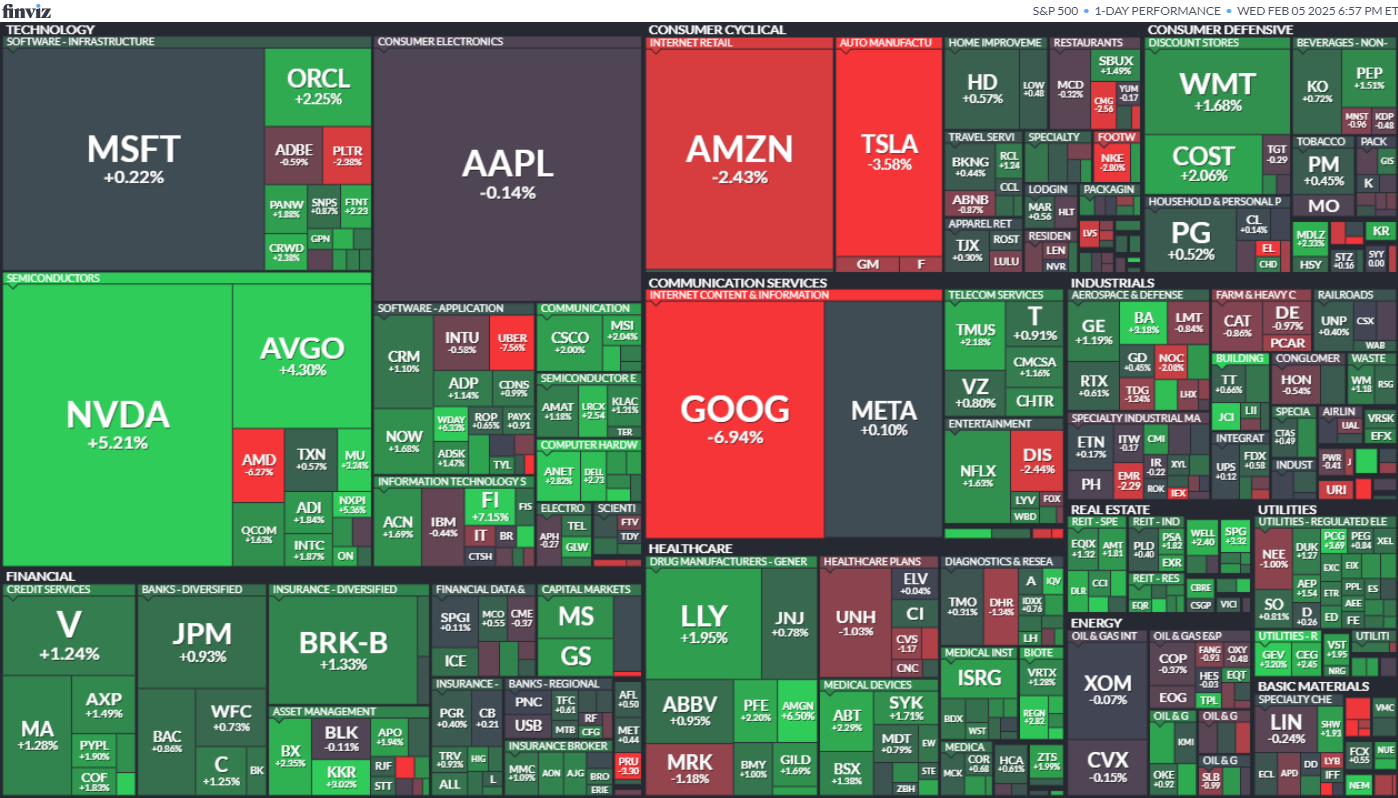 finviz
S&P 500 • 1-DAY PERFORMANCE • WED FEB 05 2025 6:57 PM ET
TECHNOLOGY
SOFTWARE - INFRASTRUCTURE
MSFT
+0.22%
ORCL
+2.25%
ADBE
-0.59%
PLTR
-2.38%
PANW
+1.88%
SNPS
+0.87%
FTNT
+2.23
CRWD
+2.38%
GPN
CONSUMER ELECTRONICS
AAPL
-0.14%
SEMICONDUCTORS
NVDA
+5.21%
AVGO
+4.30%
AMD
-6.27%
TXN
+0.57%
MU
+3.24%
QCOM
+1.63%
ADI
+1.84%
NXPI
+5.36%
INTC
+1.87%
ON
SOFTWARE - APPLICATION
CRM
+1.10%
INTU
-0.58%
UBER
-7.56%
ADP
+1.14%
CDNS
+0.99%
NOW
+1.68%
WDAY
+6.33%
ROP
+0.65%
PAYX
+0.91
ADSK
+1.47%
TYL
INFORMATION TECHNOLOGY S
ACN
+1.69%
IBM
-0.44%
FI
+7.15%
FIS
IT
BR
CTSH
COMMUNICATION
CSCO
+2.00%
MSI
+2.04%
SEMICONDUCTOR E
AMAT
+1.18%
LRCX
+2.54
KLAC
+1.31%
TER
COMPUTER HARDW
ANET
+2.82%
DELL
+2.73
ELECTRO
APH
-0.27
TEL
GLW
SCIENTI
FTV
TDY
CONSUMER CYCLICAL
INTERNET RETAIL
AMZN
-2.43%
AUTO MANUFACTU
TSLA
-3.58%
GM
F
HOME IMPROVEME
HD
+0.57%
LOW
+0.48
RESTAURANTS
MCD
-0.32%
SBUX
+1.49%
CMG
-2.56
YUM
-0.17
TRAVEL SERVI
BKNG
+0.44%
RCL
+1.24
ABNB
-0.87%
CCL
SPECIALTY
FOOTW
NKE
-2.80%
LODGIN
MAR
+0.56
HLT
PACKAGIN
APPAREL RET
TJX
+0.30%
ROST
LULU
RESIDEN
LEN
NVR
LVS
CONSUMER DEFENSIVE
DISCOUNT STORES
WMT
+1.68%
COST
+2.06%
TGT
-0.29
BEVERAGES - NON-
KO
+0.72%
PEP
+1.51%
MNST
-0.96
KDP
-0.48
TOBACCO
PM
+0.45%
MO
PACK
GIS
K
HOUSEHOLD & PERSONAL P
PG
+0.52%
CL
+0.14%
EL
CHD
MDLZ
+2.33%
HSY
STZ
+0.16
KR
SYY
0.00
COMMUNICATION SERVICES
INTERNET CONTENT & INFORMATION
GOOG
-6.94%
META
+0.10%
TELECOM SERVICES
TMUS
+2.18%
T
+0.91%
VZ
+0.80%
CMCSA
+1.16%
CHTR
ENTERTAINMENT
NFLX
+1.63%
DIS
-2.44%
LYV
FOX
WBD
INDUSTRIALS
AEROSPACE & DEFENSE
GE
+1.19%
BA
+3.18%
LMT
-0.84%
RTX
+0.61%
GD
+0.45%
NOC
-2.08%
TDG
-1.24%
LHX
FARM & HEAVY C
CAT
-0.86%
DE
-0.97%
PCAR
RAILROADS
UNP
+0.40%
CSX
WAB
BUILDING
TT
+0.66%
JCI
LII
CONGLOMER
HON
-0.54%
WASTE
WM
+1.18
RSG
SPECIALTY INDUSTRIAL MA
ETN
+0.17%
ITW
-0.17
CMI
PH
EMR
-2.29
IR
-0.22
XYL
ROK
IEX
INTEGRAT
UPS
+0.12
FDX
+0.58
SPECIA
CTAS
+0.49
INDUST
AIRLIN
UAL
PWR
-0.41
J
URI
VRSK
EFX
HEALTHCARE
DRUG MANUFACTURERS - GENER
LLY
+1.95%
JNJ
+0.78%
ABBV
+0.95%
MRK
-1.18%
PFE
+2.20%
AMGN
+6.50%
BMY
+1.00%
GILD
+1.69%
HEALTHCARE PLANS
UNH
-1.03%
ELV
+0.04%
CI
CVS
-1.17
CNC
MEDICAL DEVICES
ABT
+2.29%
SYK
+1.71%
BSX
+1.38%
MDT
+0.79%
EW
STE
ZBH
DIAGNOSTICS & RESEA
TMO
+0.31%
DHR
-1.34%
A
IQV
IDXX
+0.76
LH
MEDICAL INST
ISRG
BDX
WST
BIOTE
VRTX
+1.28%
REGN
+2.82
MEDICA
MCK
COR
+0.68
HCA
+0.61%
ZTS
+1.99%
REAL ESTATE
REIT - SPE
EQIX
+1.32
AMT
+1.81
DLR
CCI
REIT - IND
PLD
+0.40
PSA
+1.82
EXR
REIT - RES
EQR
WELL
+2.40
SPG
+3.32
CBRE
CSGP
VICI
UTILITIES
UTILITIES - REGULATED ELE
NEE
-1.00%
SO
+0.81%
DUK
+1.27
PCG
+3.69
PEG
+0.84
XEL
EXC
EIX
AEP
+1.54
ETR
PPL
ES
AEE
D
+0.26
ED
FE
UTILITIES - R
GEV
+3.20%
CEG
+2.45
VST
+1.95
NRG
UTILITI
ENERGY
OIL & GAS INT
XOM
-0.07%
CVX
-0.15%
OIL & GAS E&P
COP
-0.37%
FANG
-0.93
OXY
-0.48
EOG
HES
-0.03
EQT
TPL
OIL & G
KMI
OKE
+0.92
OIL & G
OIL & G
SLB
-0.99
BASIC MATERIALS
SPECIALTY CHE
LIN
-0.24%
SHW
+1.93
ECL
APD
DD
LYB
IFF
VMC
FCX
+0.55
NUE
NEM
FINANCIAL
CREDIT SERVICES
V
+1.24%
MA
+1.28%
AXP
+1.49%
PYPL
+1.90%
COF
+1.83%
BANKS - DIVERSIFIED
JPM
+0.93%
BAC
+0.86%
WFC
+0.73%
C
+1.25%
BK
INSURANCE - DIVERSIFIED
BRK-B
+1.33%
ASSET MANAGEMENT
BX
+2.35%
BLK
-0.11%
KKR
+3.02%
APO
+1.94%
RJF
STT
FINANCIAL DATA &
SPGI
+0.11%
MCO
+0.55
CME
-0.37
ICE
CAPITAL MARKETS
MS
GS
INSURANCE -
PGR
+0.40%
CB
+0.21
TRV
+0.93%
HIG
ALL
L
BANKS - REGIONAL
PNC
USB
TFC
+0.61
MTB
RF
CFG
INSURANCE BROKER
MMC
+1.09%
AON
AJG
BRO
ERIE
AFL
+0.50
MET
+0.44
PRU
-3.30